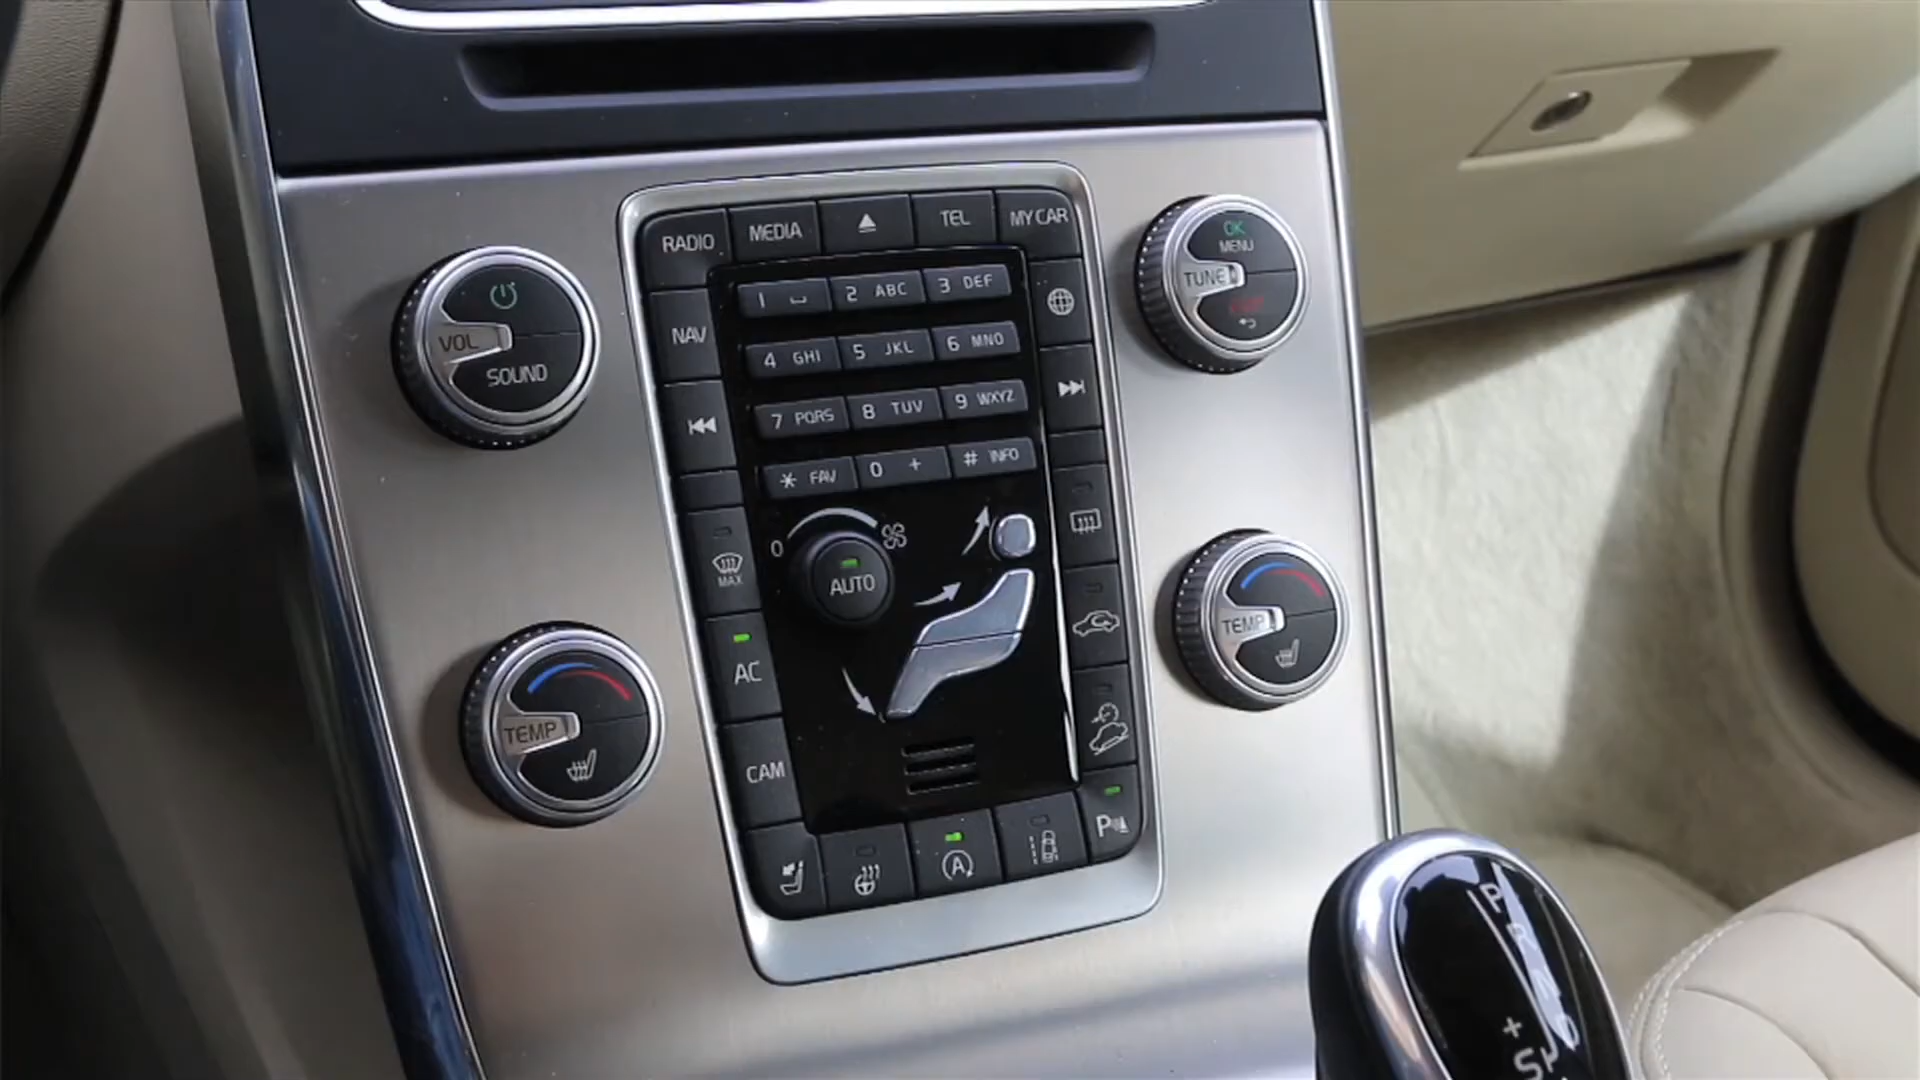 RADIO
MEDIA
TEL
MY CAR
OK
MENU
TUNE
VOL
SOUND
NAV
1
2 ABC
3 DEF
4 GHI
5 JKL
6 MNO
7 PQRS
8 TUV
9 WXYZ
* FAV
0 +
# INFO
0
AUTO
MAX
AC
TEMP
TEMP
CAM
A
P
P
R
N
D
+
S